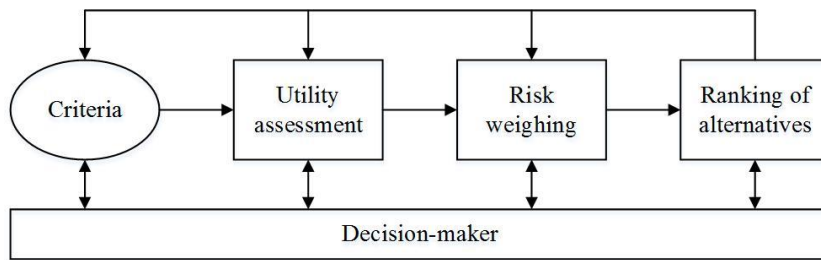 Criteria
Utility
assessment
Risk
weighing
Ranking of
alternatives
Decision-maker